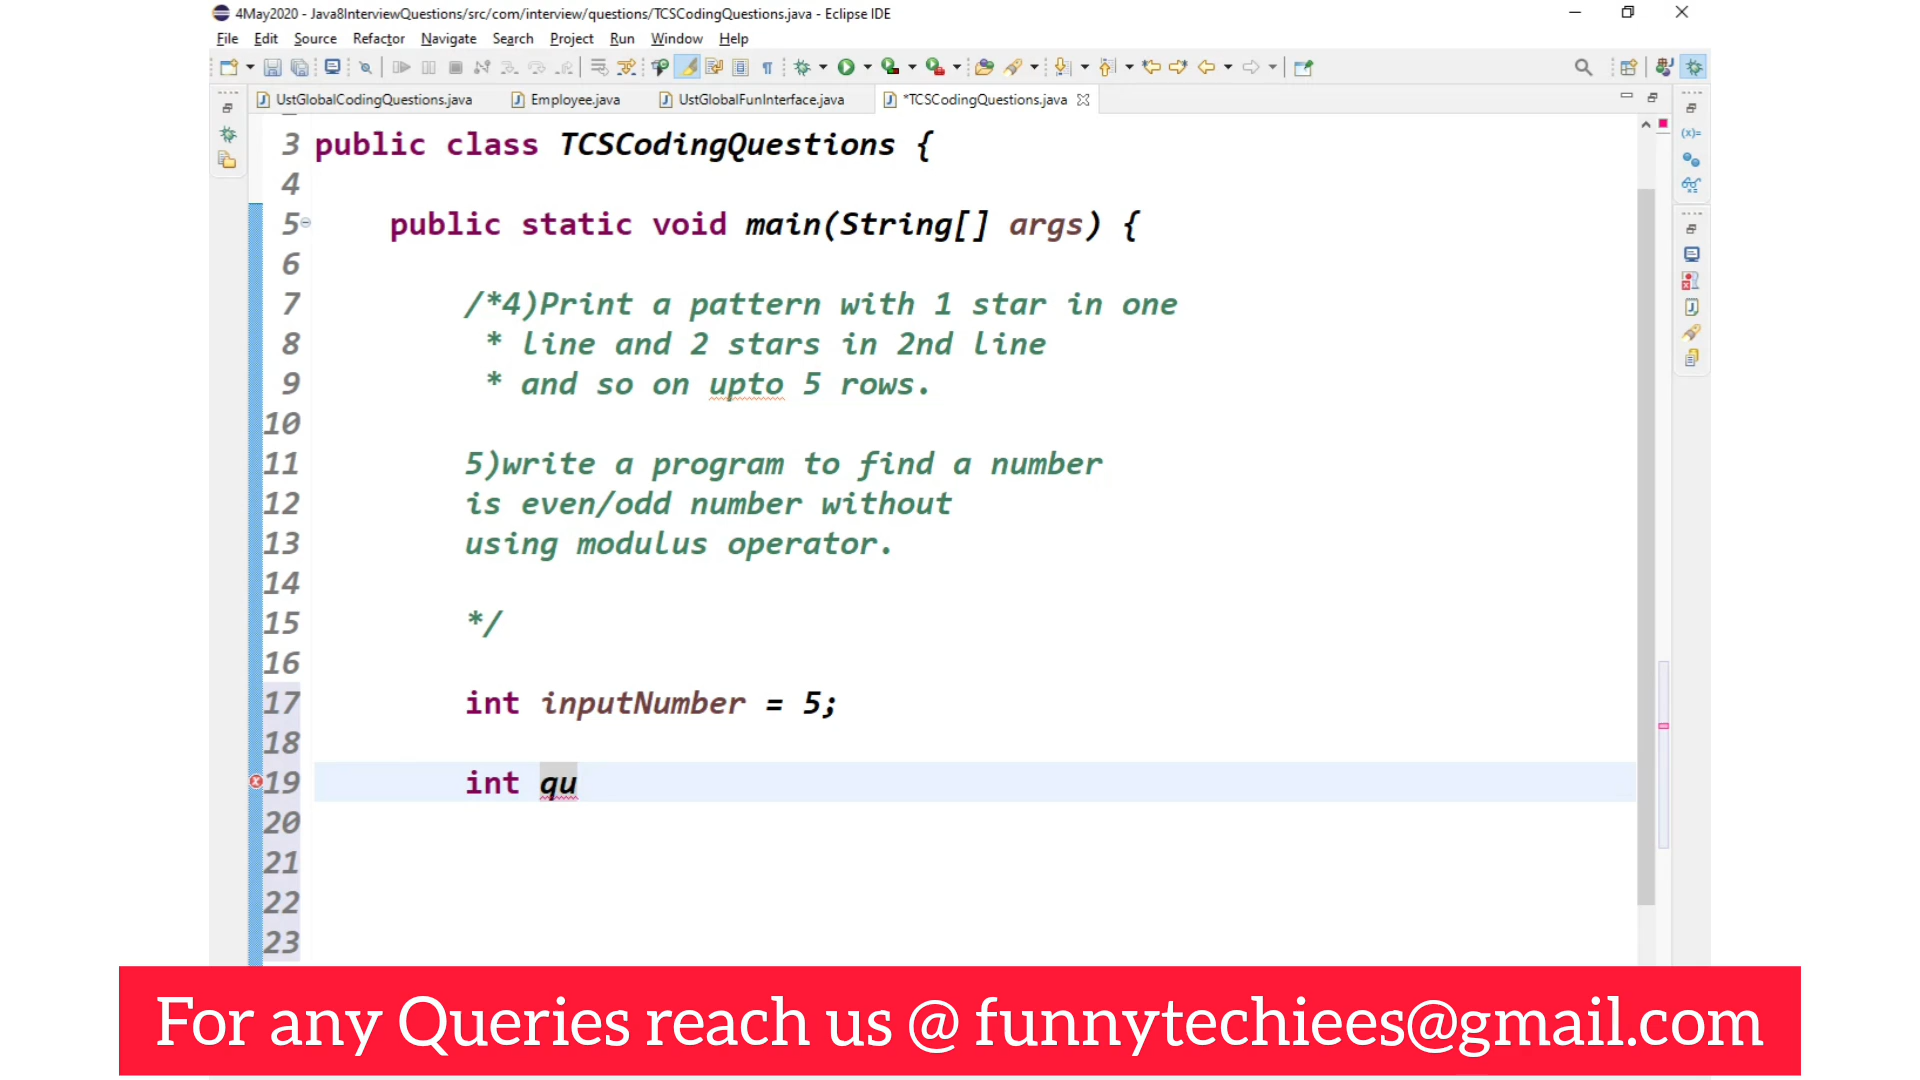 4May2020 - Java8InterviewQuestions/src/com/interview/questions/TCSCodingQuestions.java - Eclipse IDE
File Edit Source Refactor Navigate Search Project Run Window Help
UstGlobalCodingQuestions.java Employee.java UstGlobalFunInterface.java *TCSCodingQuestions.java
3 public class TCSCodingQuestions {
4
5 public static void main(String[] args) {
6
7 /*4)Print a pattern with 1 star in one
8 * line and 2 stars in 2nd line
9 * and so on upto 5 rows.
10
11 5)write a program to find a number
12 is even/odd number without
13 using modulus operator.
14
15 */
16
17 int inputNumber = 5;
18
19 int qu
20
21
22
23
For any Queries reach us @ funnytechiees@gmail.com